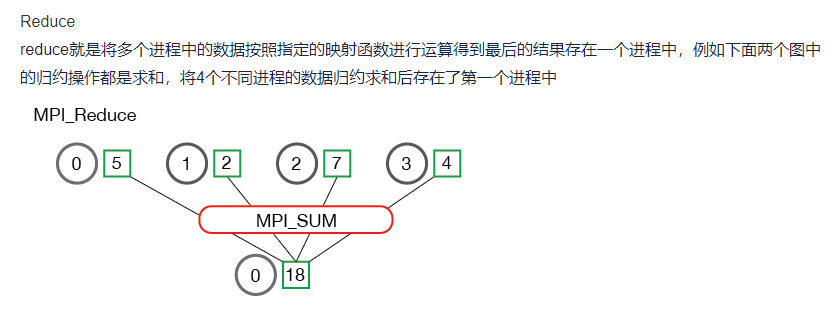 Reduce
reduce就是将多个进程中的数据按照指定的映射函数进行运算得到最后的结果存在一个进程中，例如下面两个图中
的归约操作都是求和，将4个不同进程的数据归约求和后存在了第一个进程中
MPI_Reduce
0 5 1 2 2 7 3 4
MPI_SUM
0 18